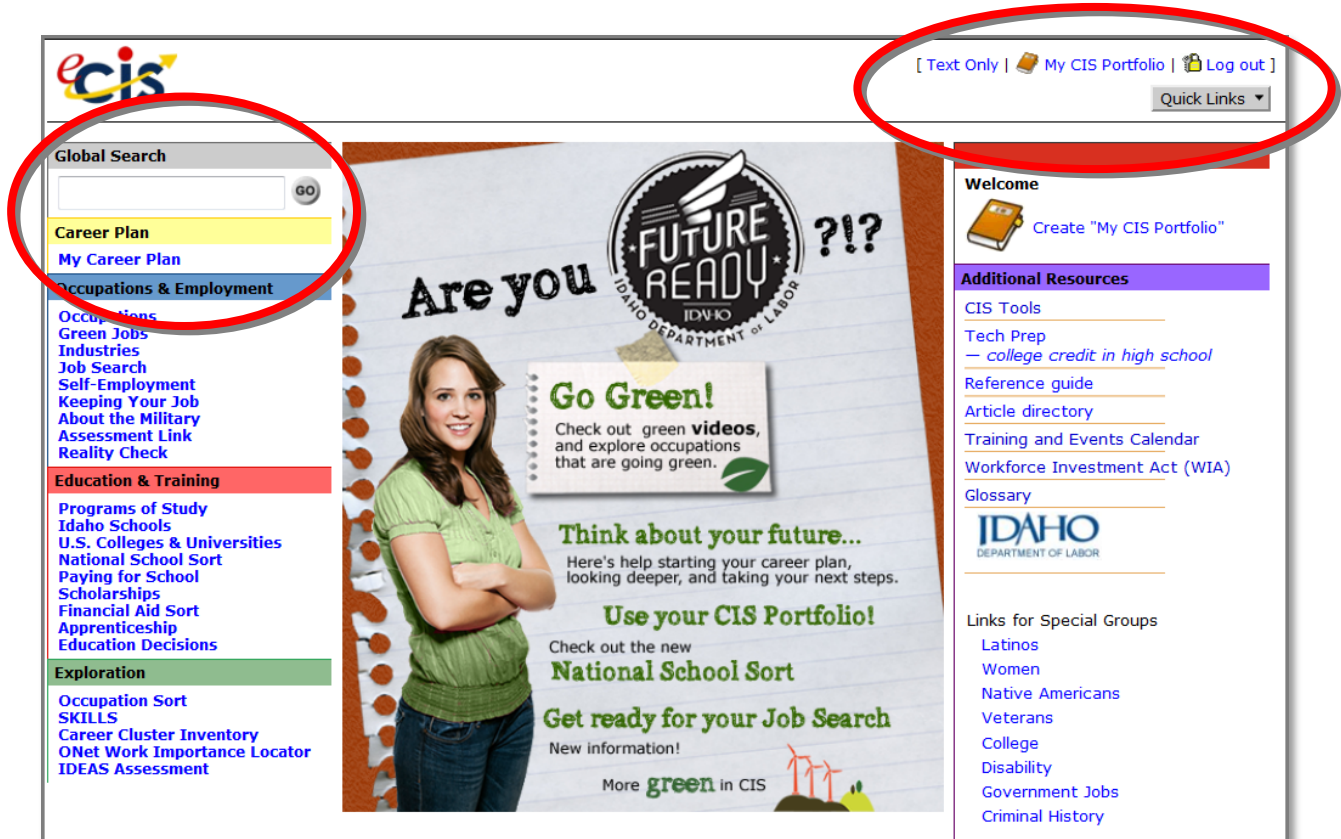 eCIS
[ Text Only | My CIS Portfolio | Log out ]
Quick Links
Global Search
GO
Career Plan
My Career Plan
Occupations & Employment
Occupations
Green Jobs
Industries
Job Search
Self-Employment
Keeping Your Job
About the Military
Assessment Link
Reality Check
Education & Training
Programs of Study
Idaho Schools
U.S. Colleges & Universities
National School Sort
Paying for School
Scholarships
Financial Aid Sort
Apprenticeship
Education Decisions
Exploration
Occupation Sort
SKILLS
Career Cluster Inventory
ONet Work Importance Locator
IDEAS Assessment
Are you
FUTURE
READY
IDAHO
IDAHO DEPARTMENT OF LABOR
?!?
Go Green!
Check out green videos,
and explore occupations
that are going green.
Think about your future...
Here's help starting your career plan,
looking deeper, and taking your next steps.
Use your CIS Portfolio!
Check out the new
National School Sort
Get ready for your Job Search
New information!
More green in CIS
Welcome
Create "My CIS Portfolio"
Additional Resources
CIS Tools
Tech Prep
— college credit in high school
Reference guide
Article directory
Training and Events Calendar
Workforce Investment Act (WIA)
Glossary
IDAHO
DEPARTMENT OF LABOR
Links for Special Groups
Latinos
Women
Native Americans
Veterans
College
Disability
Government Jobs
Criminal History